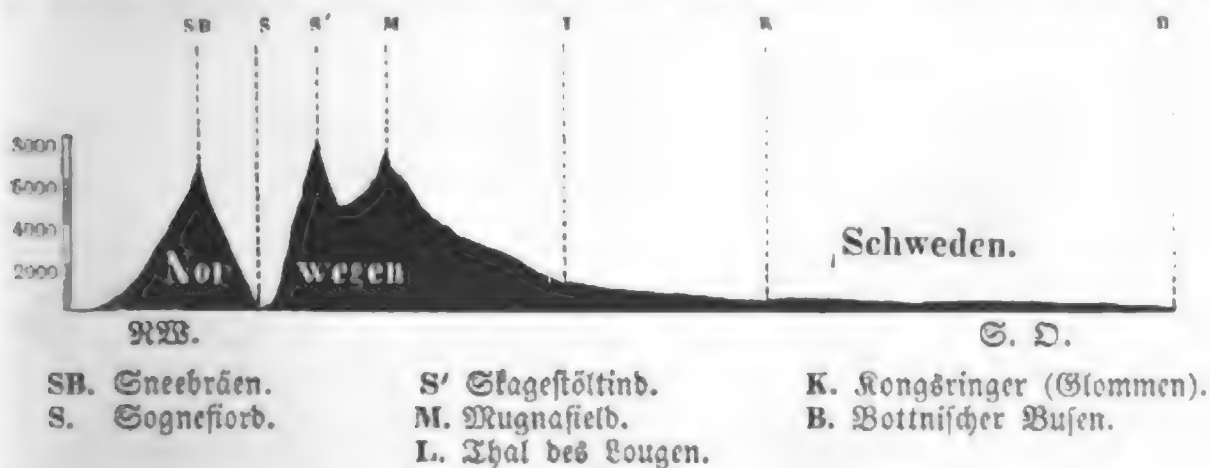 SB S S' M L K B
8000
6000
4000
2000
Nor wegen
Schweden.
NW. S. O.
SB. Sneebräen. S' Skagestöltind. K. Kongsringer (Glommen).
S. Sognefiord. M. Mugnafield. B. Bottnischer Busen.
L. Thal des Lougen.